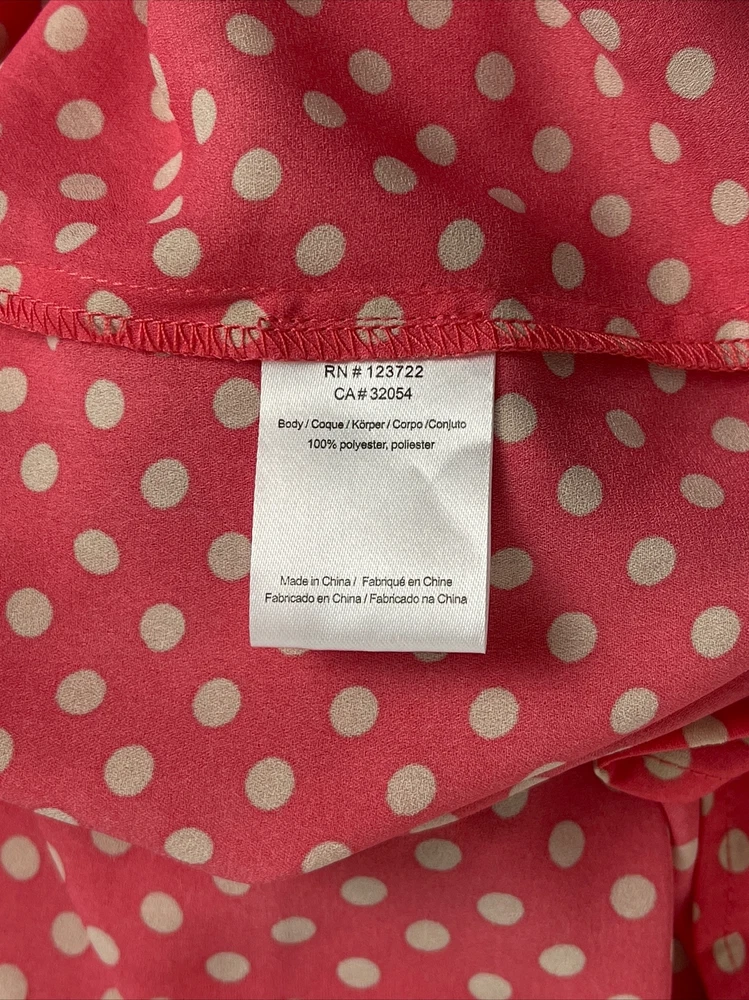 RN # 123722
CA # 32054
Body / Coque / Körper / Corpo /Conjuto
100% polyester, poliester
Made in China / Fabriqué en Chine
Fabricado en China / Fabricado na China